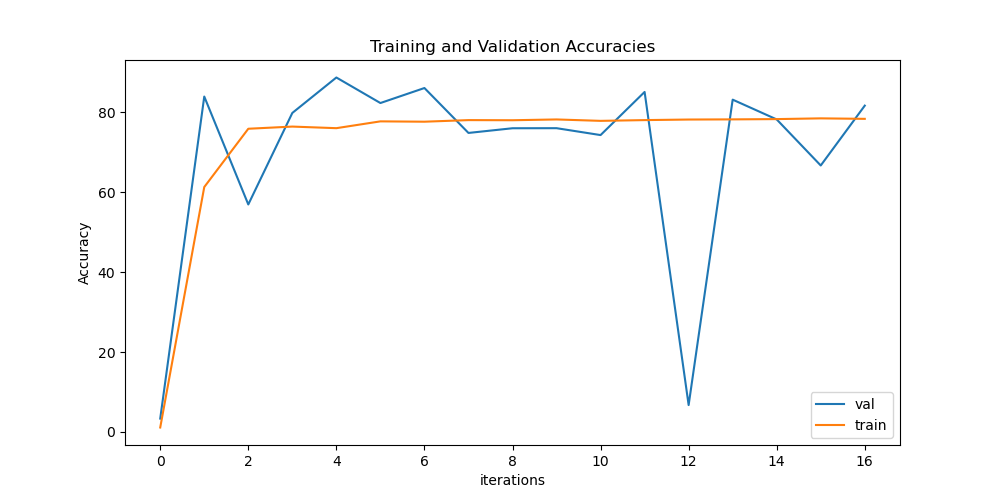 Training and Validation Accuracies
Accuracy
80
60
40
20
0
0 2 4 6 8 10 12 14 16
iterations
val
train